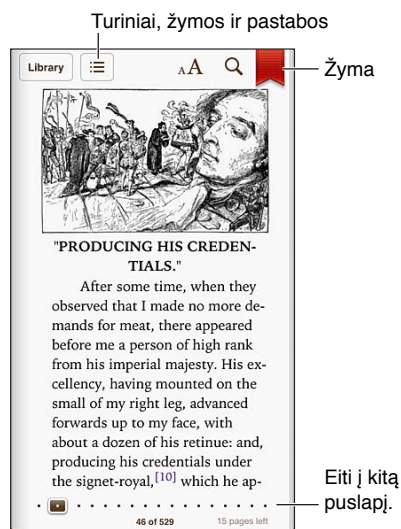 Turiniai, žymos ir pastabos
Library
AA
Žyma
"PRODUCING HIS CREDEN-
TIALS."
After some time, when they
observed that I made no more de-
mands for meat, there appeared
before me a person of high rank
from his imperial majesty. His ex-
cellency, having mounted on the
small of my right leg, advanced
forwards up to my face, with
about a dozen of his retinue: and,
producing his credentials under
the signet-royal,[10] which he ap-
Eiti į kitą
puslapį.
46 of 529
15 pages left